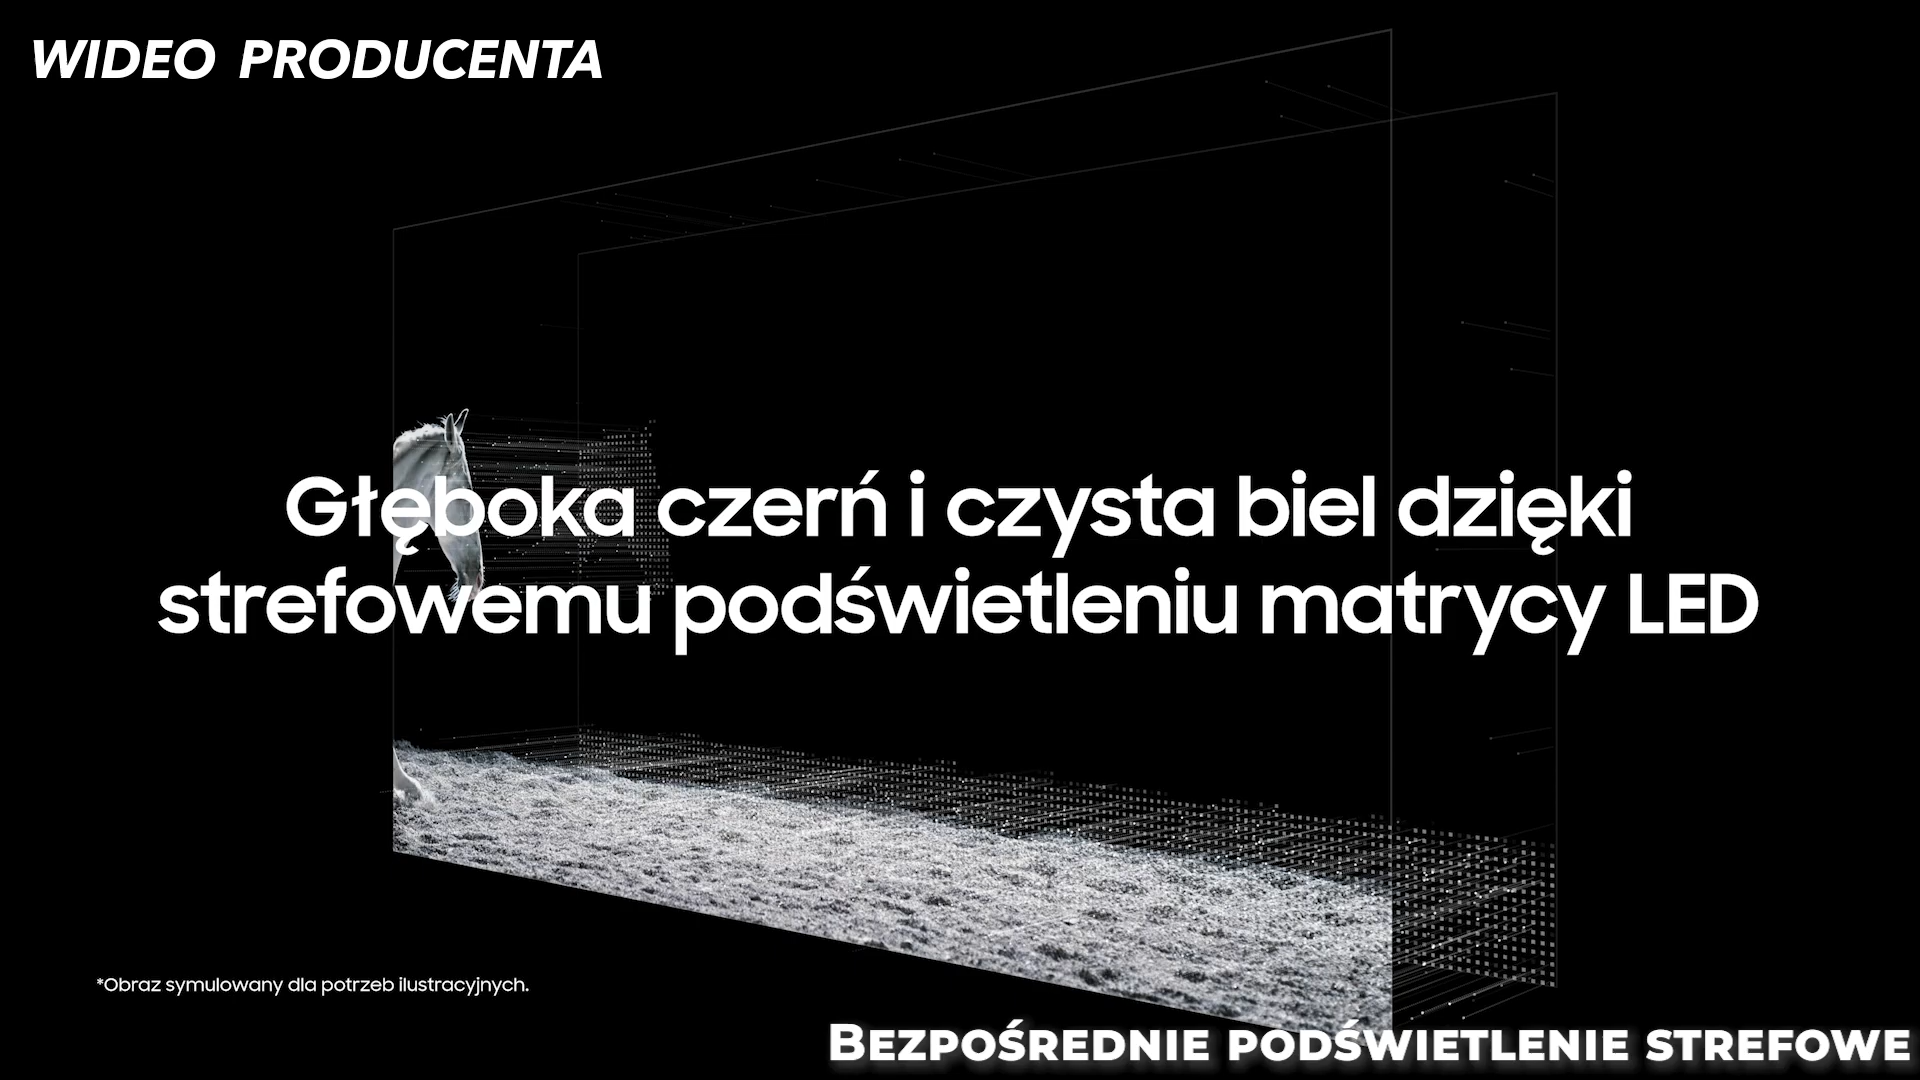 WIDEO PRODUCENTA
Głęboka czerń i czysta biel dzięki
strefowemu podświetleniu matrycy LED
*Obraz symulowany dla potrzeb ilustracyjnych.
BEZPOŚREDNIE PODŚWIETLENIE STREFOWE